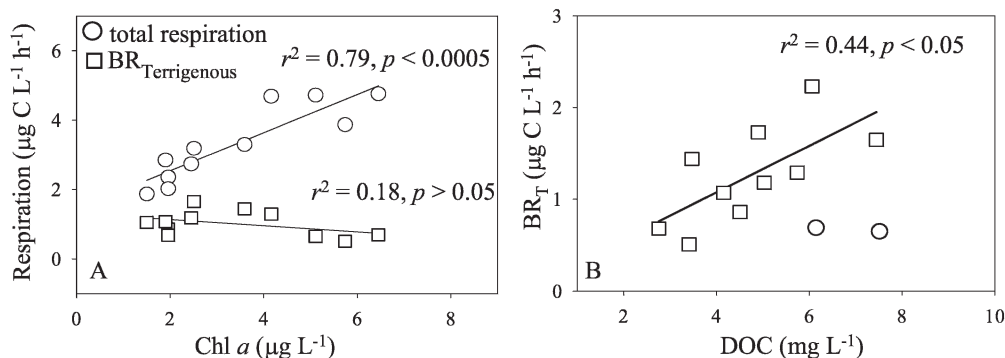 total respiration
BR_Terrigenous
r² = 0.79, p < 0.0005
r² = 0.18, p > 0.05
6
4
2
0
Respiration (µg C L⁻¹ h⁻¹)
A
0 2 4 6 8
Chl a (µg L⁻¹)
r² = 0.44, p < 0.05
3
2
1
0
BR_T (µg C L⁻¹ h⁻¹)
B
2 4 6 8 10
DOC (mg L⁻¹)